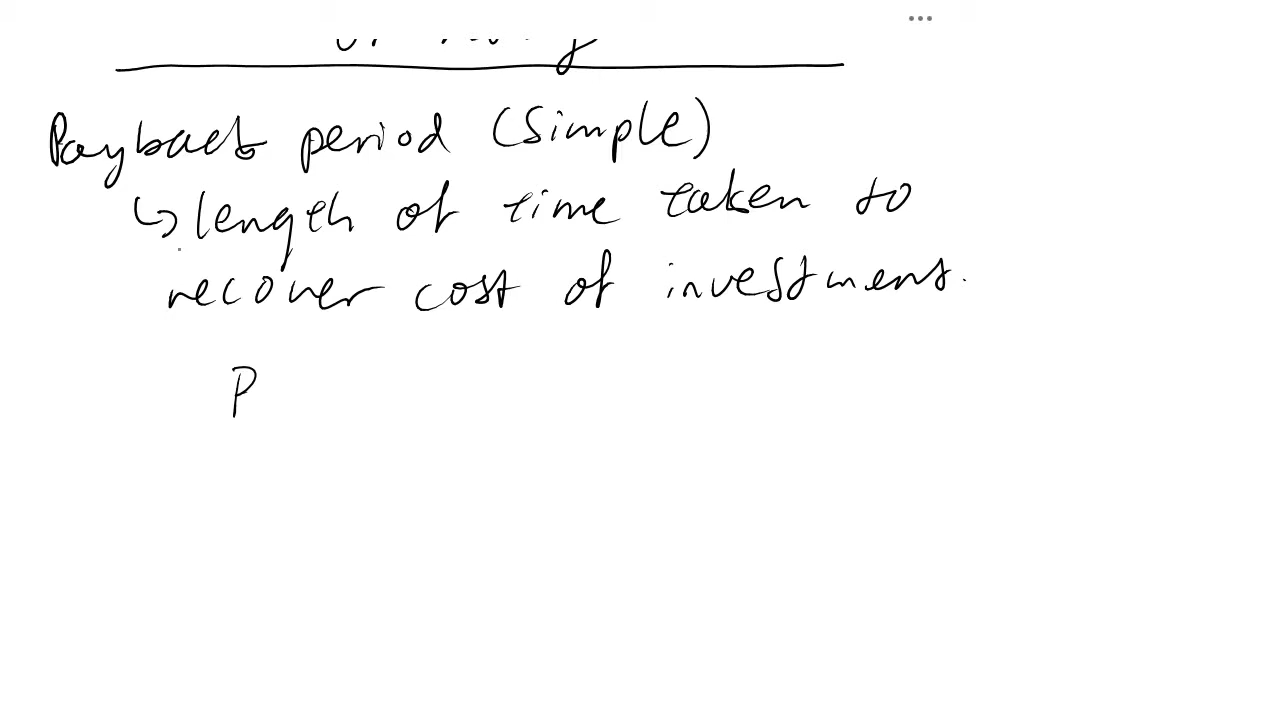 Payback period (simple)
↳ length of time taken to
recover cost of investment.
P